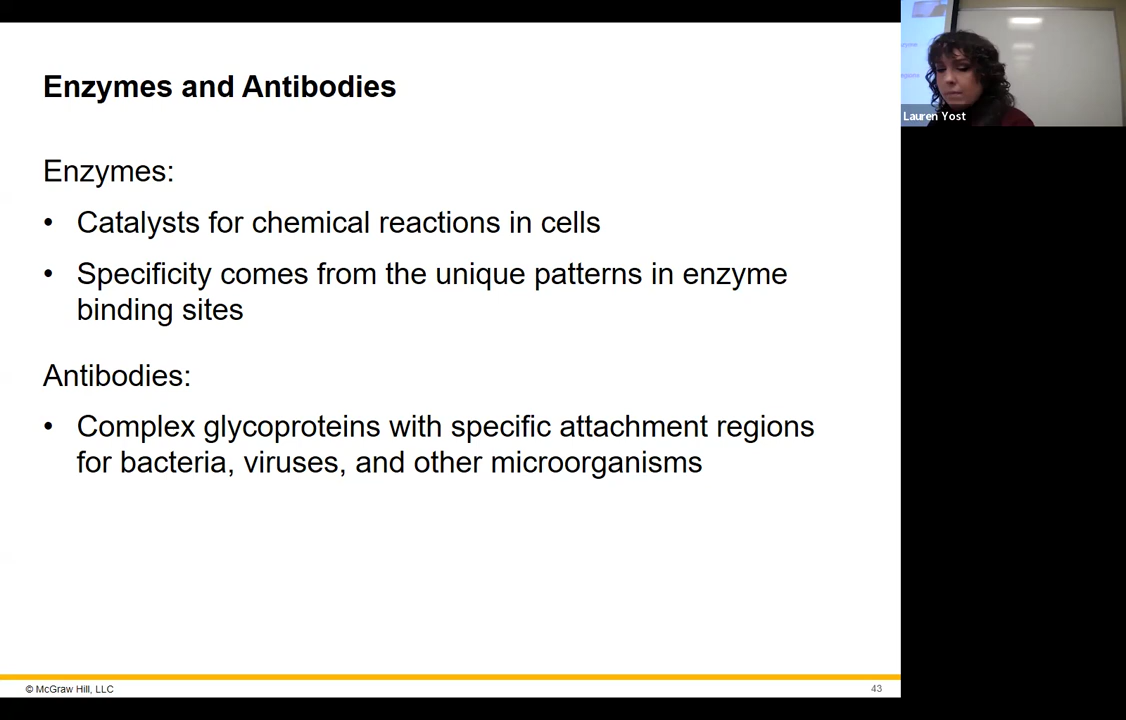 Enzymes and Antibodies
Enzymes:
• Catalysts for chemical reactions in cells
• Specificity comes from the unique patterns in enzyme
binding sites
Antibodies:
• Complex glycoproteins with specific attachment regions
for bacteria, viruses, and other microorganisms
© McGraw Hill, LLC
43
Lauren Yost